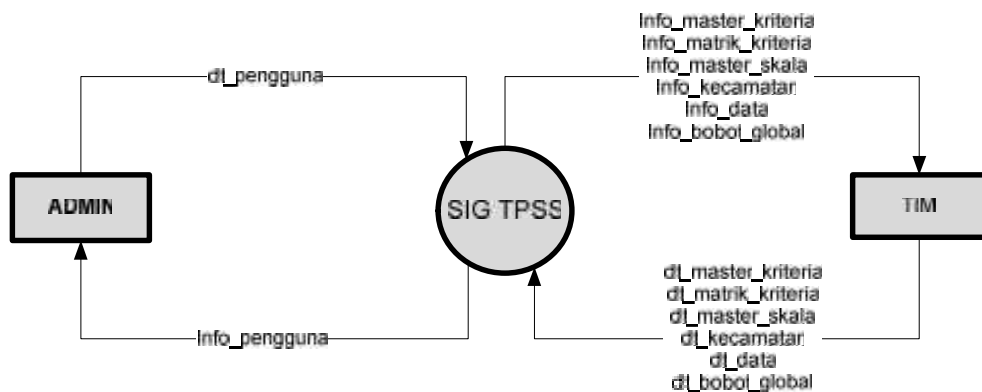 Info_master_kriteria
Info_matrik_kriteria
Info_master_skala
Info_kecamatan
Info_data
Info_bobot_global
dt_pengguna
ADMIN
SIG TPSS
TIM
dt_master_kriteria
dt_matrik_kriteria
dt_master_skala
dt_kecamatan
dt_data
dt_bobot_global
Info_pengguna